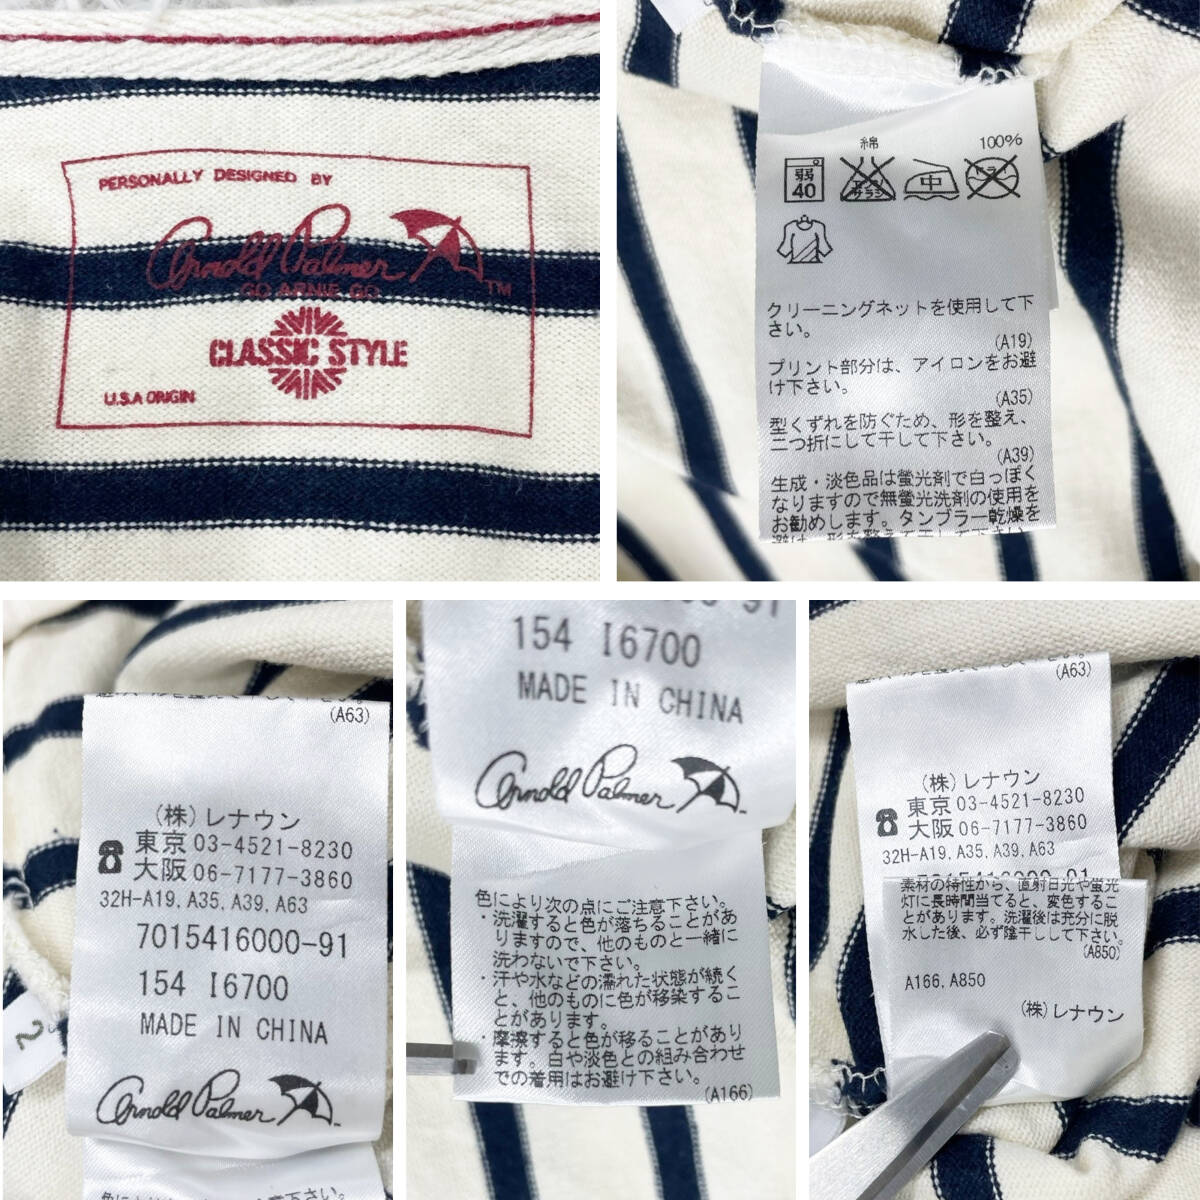 PERSONALLY DESIGNED BY
Arnold Palmer
TM
GO ARNIE GO
CLASSIC STYLE
U.S.A ORIGIN
綿 100%
弱
40
エンソ
サラシ
中
ドライ
クリーニングネットを使用して下
さい。
(A19)
プリント部分は、アイロンをお避
け下さい。
(A35)
型くずれを防ぐため、形を整え、
二つ折にして干して下さい。
(A39)
生成・淡色品は蛍光剤で白っぽく
なりますので無蛍光洗剤の使用を
お勧めします。タンブラー乾燥を
(A63)
(株)レナウン
東京 03-4521-8230
大阪 06-7177-3860
32H-A19, A35, A39, A63
7015416000-91
154 I6700
MADE IN CHINA
Arnold Palmer
2
154 I6700
MADE IN CHINA
Arnold Palmer
色により次の点にご注意下さい。
・洗濯すると色が落ちることがあ
りますので、他のものと一緒に
洗わないで下さい。
・汗や水などの濡れた状態が続く
と、他のものに色が移染するこ
とがあります。
・摩擦すると色が移ることがあり
ます。白や淡色との組み合わせ
での着用はお避け下さい。
(A166)
(A63)
(株)レナウン
東京 03-4521-8230
大阪 06-7177-3860
32H-A19, A35, A39, A63
素材の特性から、直射日光や蛍光
灯に長時間当てると、変色するこ
とがあります。洗濯後は充分に脱
水した後、必ず陰干しして下さい。
(A850)
A166, A850
(株)レナウン